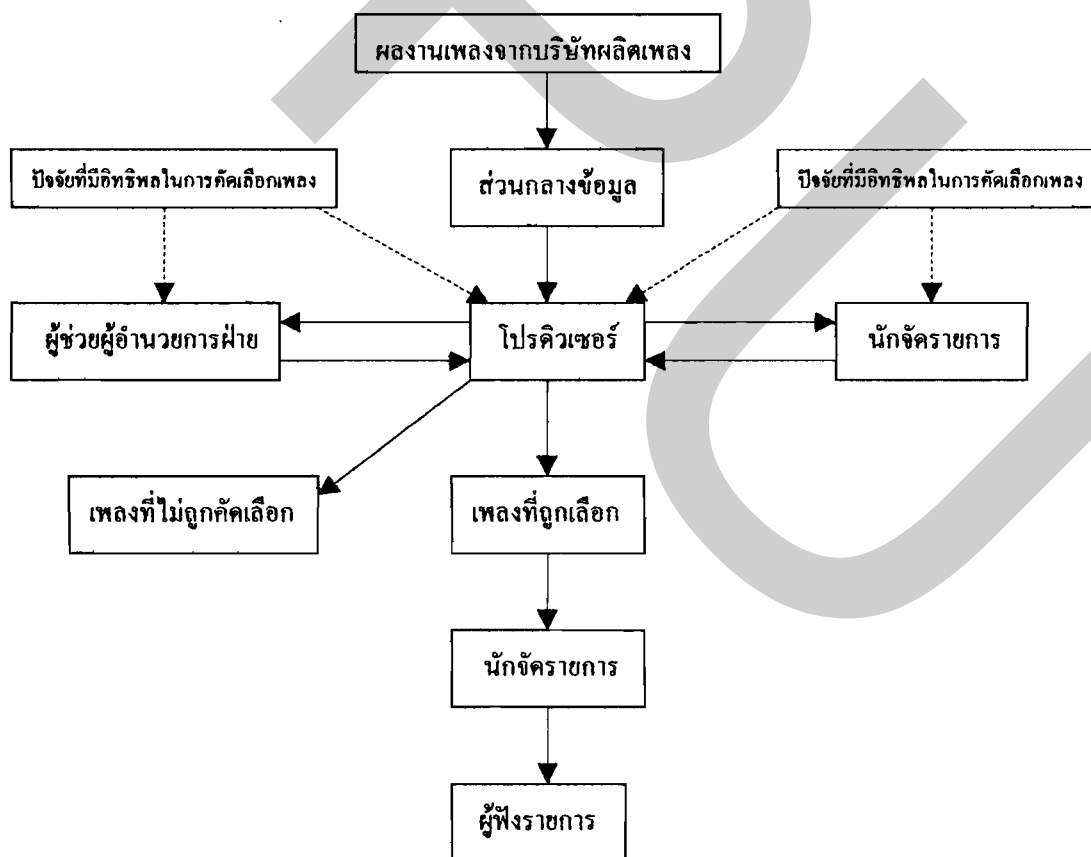 ผลงานเพลงจากบริษัทผลิตเพลง
ปัจจัยที่มีอิทธิพลในการคัดเลือกเพลง
ส่วนกลางข้อมูล
ปัจจัยที่มีอิทธิพลในการคัดเลือกเพลง
ผู้ช่วยผู้อำนวยการฝ่าย
โปรดิวเซอร์
นักจัดรายการ
เพลงที่ไม่ถูกคัดเลือก
เพลงที่ถูกเลือก
นักจัดรายการ
ผู้ฟังรายการ